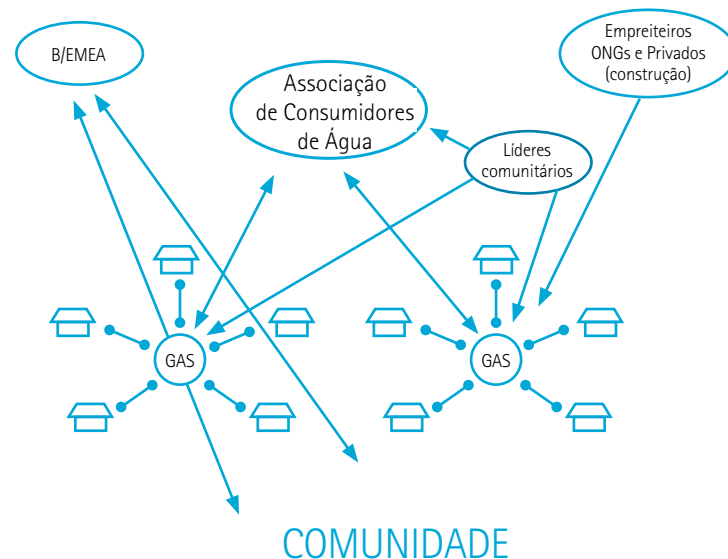 B/EMEA
Empreiteiros
ONGs e Privados
(construção)
Associação
de Consumidores
de Água
Líderes
comunitários
GAS
GAS
COMUNIDADE